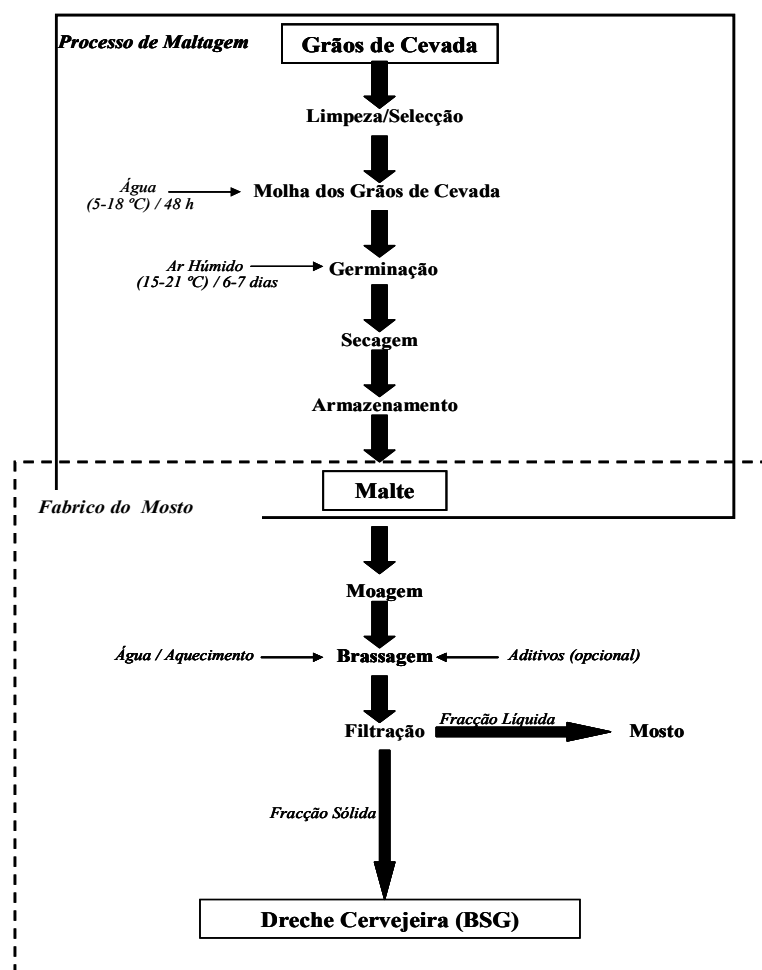 Processo de Maltagem
Grãos de Cevada
Limpeza/Selecção
Água
(5-18 ºC) / 48 h
Molha dos Grãos de Cevada
Ar Húmido
(15-21 ºC) / 6-7 dias
Germinação
Secagem
Armazenamento
Malte
Fabrico do Mosto
Moagem
Água / Aquecimento
Brassagem
Aditivos (opcional)
Filtração
Fracção Líquida
Mosto
Fracção Sólida
Dreche Cervejeira (BSG)